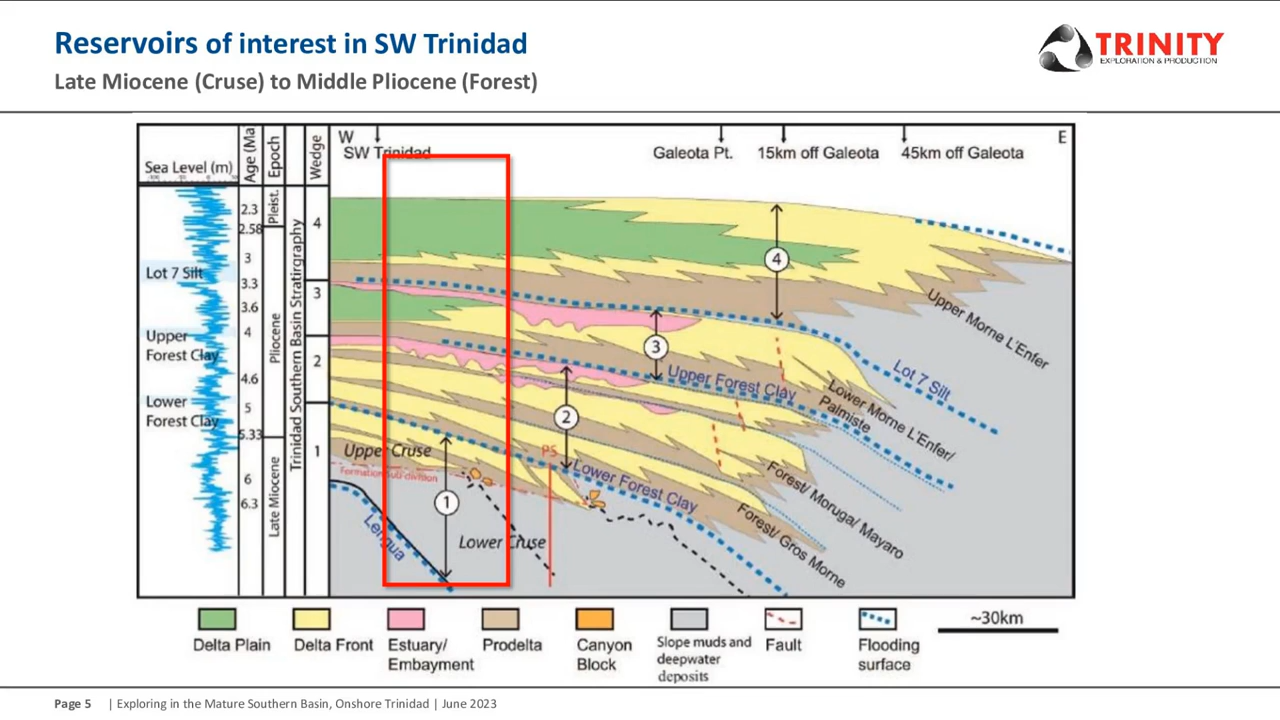 Reservoirs of interest in SW Trinidad
Late Miocene (Cruse) to Middle Pliocene (Forest)
TRINITY
EXPLORATION & PRODUCTION
Sea Level (m)
Age (Ma
Epoch
Wedge
W
SW Trinidad
Galeota Pt.
15km off Galeota
45km off Galeota
E
Lot 7 Silt
Upper
Forest Clay
Lower
Forest Clay
2.3
2.58
3
3.3
3.6
4
4.6
5
5.33
6
6.3
Pleist.
Pliocene
Late Miocene
Trinidad Southern Basin Stratirgraphy
4
3
2
1
4
3
2
1
Upper Cruse
Formation sub division
PS
Lengua
Lower Cruse
Lower Forest Clay
Upper Forest Clay
Lot 7 Silt
Upper Morne L'Enfer
Lower Morne L'Enfer/
Palmiste
Forest/ Moruga/ Mayaro
Forest/ Gros Morne
Delta Plain
Delta Front
Estuary/
Embayment
Prodelta
Canyon
Block
Slope muds and
deepwater
deposits
Fault
Flooding
surface
~30km
Page 5 | Exploring in the Mature Southern Basin, Onshore Trinidad | June 2023